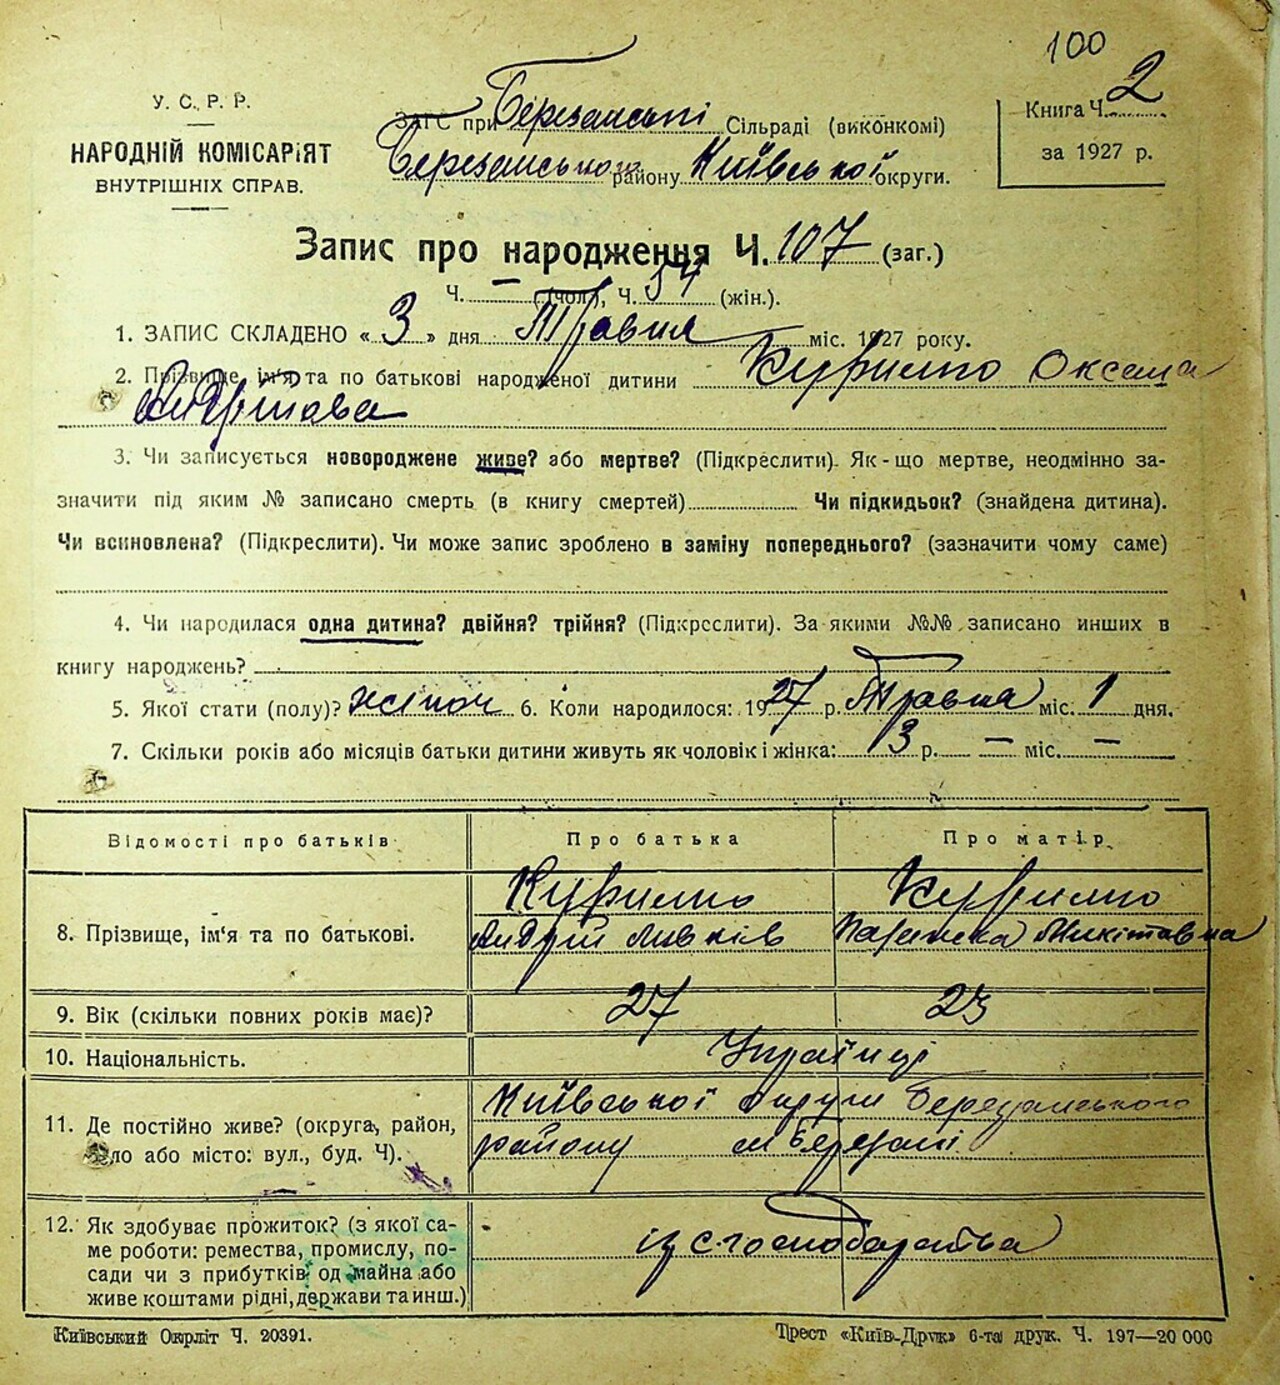 100
У. С. Р. Р.
НАРОДНІЙ КОМІСАРІЯТ
ВНУТРІШНІХ СПРАВ.
ЗАГС при Березанські Сільраді (виконкомі)
Березанського району Київської округи.
Книга Ч. 2
за 1927 р.
Запис про народження Ч. 107 (заг.)
Ч. — (чол.), Ч. 54 (жін.).
1. ЗАПИС СКЛАДЕНО «3» дня Травня міс. 1927 року.
2. Прізвище, ім'я та по батькові народженої дитини Курилко Оксана
Андріївна
3. Чи записується новороджене живе? або мертве? (Підкреслити). Як-що мертве, неодмінно за-
значити під яким № записано смерть (в книгу смертей) Чи підкидьок? (знайдена дитина).
Чи всиновлена? (Підкреслити). Чи може запис зроблено в заміну попереднього? (зазначити чому саме)
4. Чи народилася одна дитина? двійня? трійня? (Підкреслити). За якими №№ записано инших в
книгу народжень?
5. Якої стати (полу)? жіноч 6. Коли народилося: 1927 р. Травня міс. 1 дня.
7. Скільки років або місяців батьки дитини живуть як чоловік і жінка: 3 р. — міс. —
Відомості про батьків Про батька Про матір
8. Прізвище, ім'я та по батькові. Курилко Курилко
Андрій Левків Параска Микітавна
9. Вік (скільки повних років має)? 27 23
10. Національність. Українці
11. Де постійно живе? (округа, район, Київської округи Березанського
село або місто: вул., буд. Ч). району м Березані
12. Як здобуває прожиток? (з якої са- із с-господарства
ме роботи: ремества, промислу, по-
сади чи з прибутків од майна або
живе коштами рідні, держави та инш.)
Київський Окрліт Ч. 20391.
Трест «Київ-Друк» 6-та друк. Ч. 197—20 000